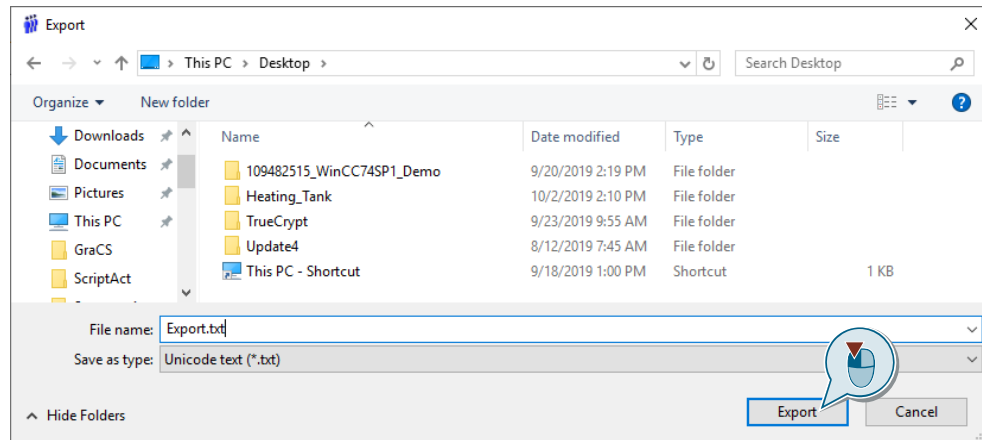 Export
This PC > Desktop >
Search Desktop
Organize
New folder
Name
Date modified
Type
Size
Downloads
Documents
Pictures
This PC
GraCS
ScriptAct
109482515_WinCC74SP1_Demo 9/20/2019 2:19 PM File folder
Heating_Tank 10/2/2019 2:10 PM File folder
TrueCrypt 9/23/2019 9:55 AM File folder
Update4 8/12/2019 7:45 AM File folder
This PC - Shortcut 9/18/2019 1:00 PM Shortcut 1 KB
File name: Export.txt
Save as type: Unicode text (*.txt)
Hide Folders
Export
Cancel